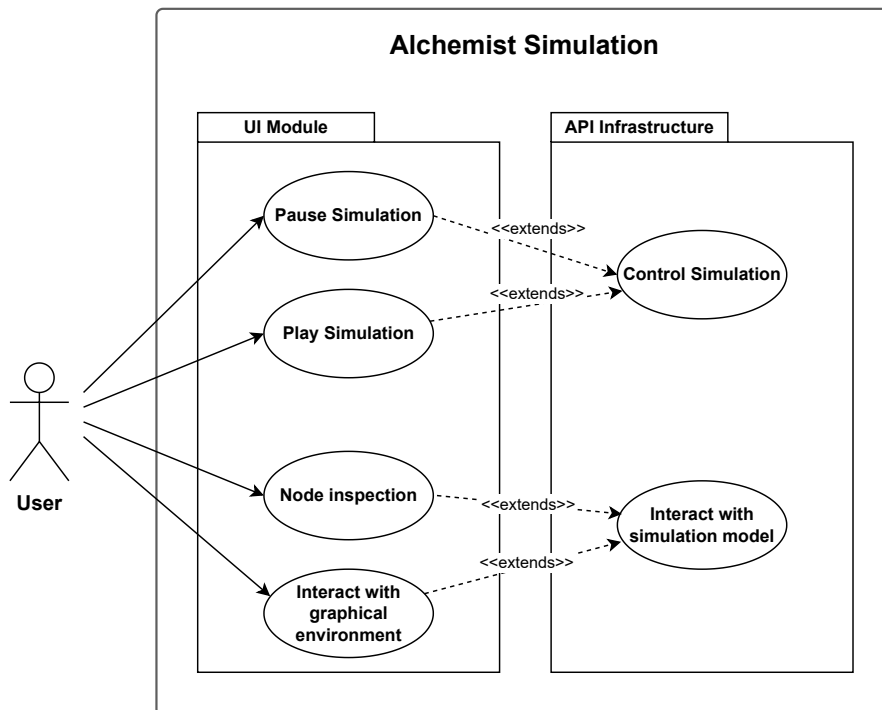 Alchemist Simulation
UI Module
API Infrastructure
Pause Simulation
<<extends>>
Control Simulation
<<extends>>
Play Simulation
User
Node inspection
<<extends>>
Interact with
simulation model
<<extends>>
Interact with
graphical
environment